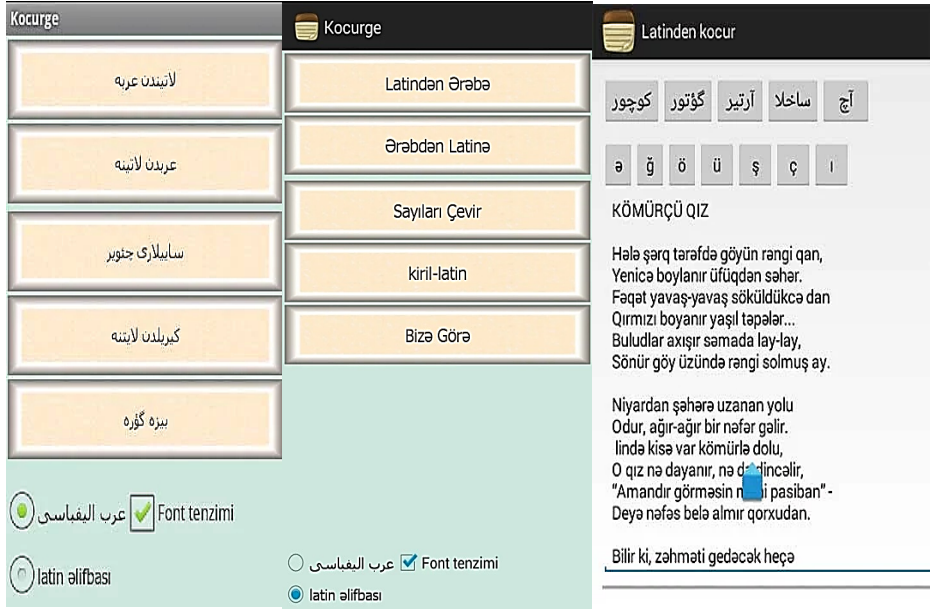 Kocurge
لاتیندن عربه
عربدن لاتینه
ساییلاری چئویر
کیریلدن لایتنه
بیزه گؤره
عرب الیفباسی
Font tenzimi
latin əlifbası
Kocurge
Latindən Ərəbə
Ərəbdən Latinə
Sayıları Çevir
kiril-latin
Bizə Görə
عرب الیفباسی
Font tenzimi
latin əlifbası
Latinden kocur
کوچور گؤتور آرتیر ساخلا آچ
ə ğ ö ü ş ç ı
KÖMÜRÇÜ QIZ
Hələ şərq tərəfdə göyün rəngi qan,
Yenicə boylanır üfüqdən səhər.
Fəqət yavaş-yavaş söküldükcə dan
Qırmızı boyanır yaşıl təpələr...
Buludlar axışır səmada lay-lay,
Sönür göy üzündə rəngi solmuş ay.
Niyardan şəhərə uzanan yolu
Odur, ağır-ağır bir nəfər gəlir.
lində kisə var kömürlə dolu,
O qız nə dayanır, nə də dincəlir,
"Amandır görməsin pasiban" -
Deyə nəfəs belə almır qorxudan.
Bilir ki, zəhməti gedəcək heçə